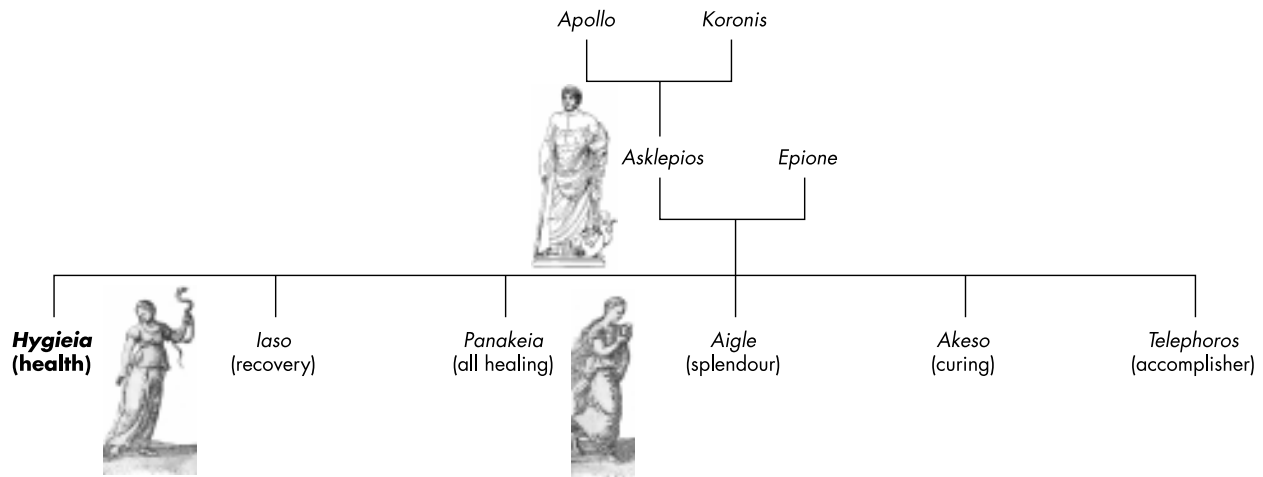 Apollo Koronis
Asklepios Epione
Hygieia
(health)
Iaso
(recovery)
Panakeia
(all healing)
Aigle
(splendour)
Akeso
(curing)
Telephoros
(accomplisher)